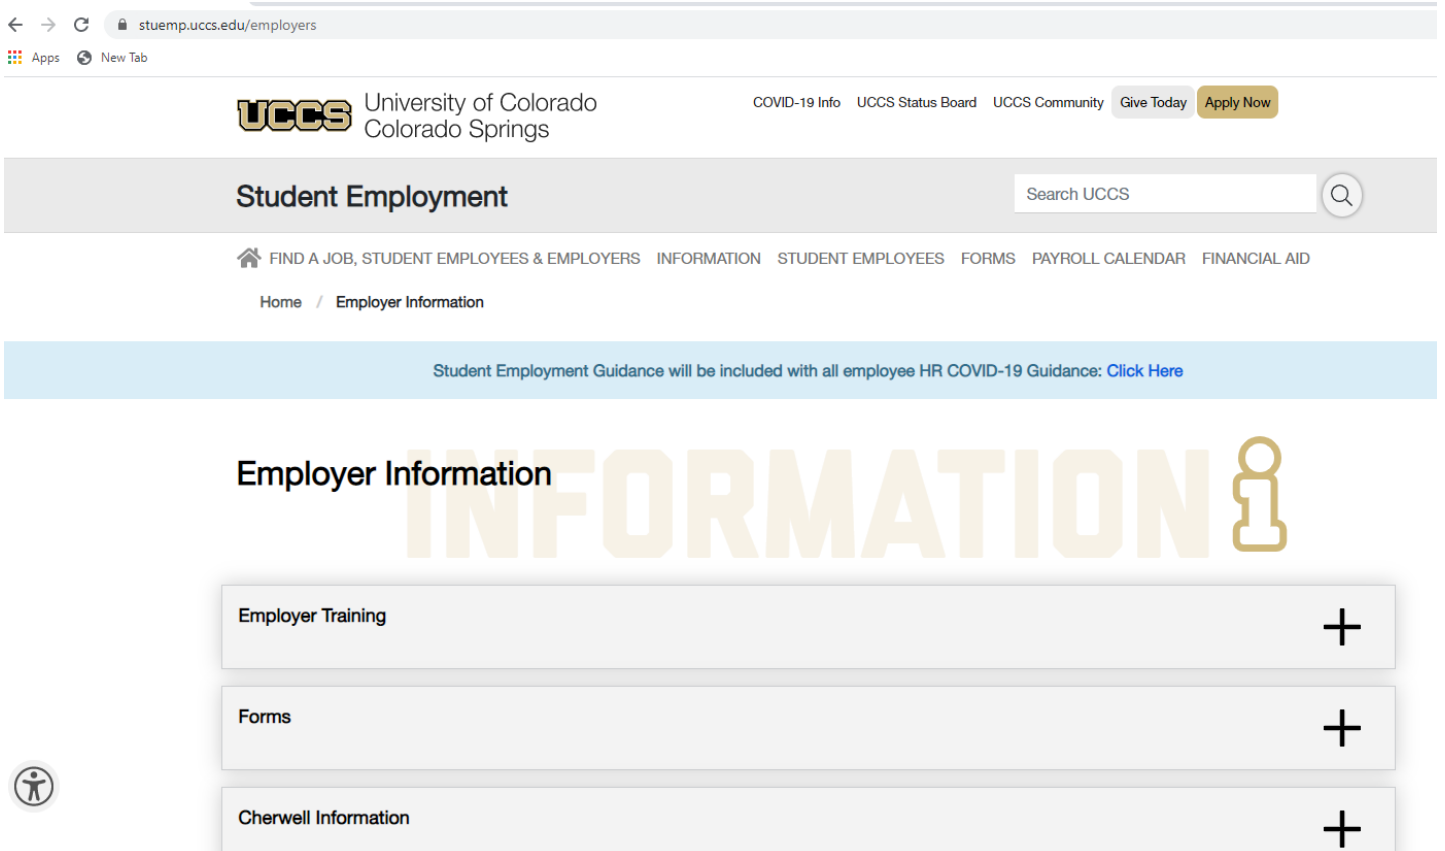 stuemp.uccs.edu/employers
Apps New Tab
UCCS University of Colorado
Colorado Springs
COVID-19 Info UCCS Status Board UCCS Community Give Today Apply Now
Student Employment
Search UCCS
FIND A JOB, STUDENT EMPLOYEES & EMPLOYERS INFORMATION STUDENT EMPLOYEES FORMS PAYROLL CALENDAR FINANCIAL AID
Home / Employer Information
Student Employment Guidance will be included with all employee HR COVID-19 Guidance: Click Here
INFORMATION
Employer Information
Employer Training
Forms
Cherwell Information